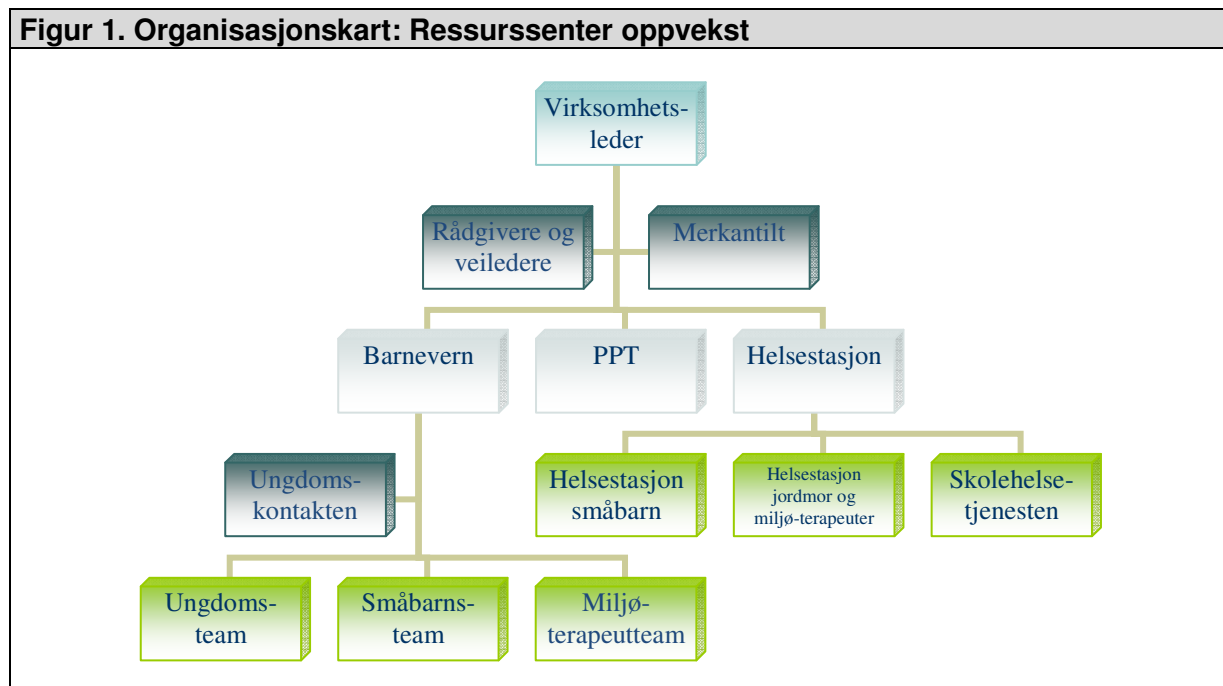 Figur 1. Organisasjonskart: Ressurssenter oppvekst
Virksomhets-
leder
Rådgivere og
veiledere
Merkantilt
Barnevern
PPT
Helsestasjon
Ungdoms-
kontakten
Helsestasjon
småbarn
Helsestasjon
jordmor og
miljø-terapeuter
Skolehelse-
tjenesten
Ungdoms-
team
Småbarns-
team
Miljø-
terapeutteam